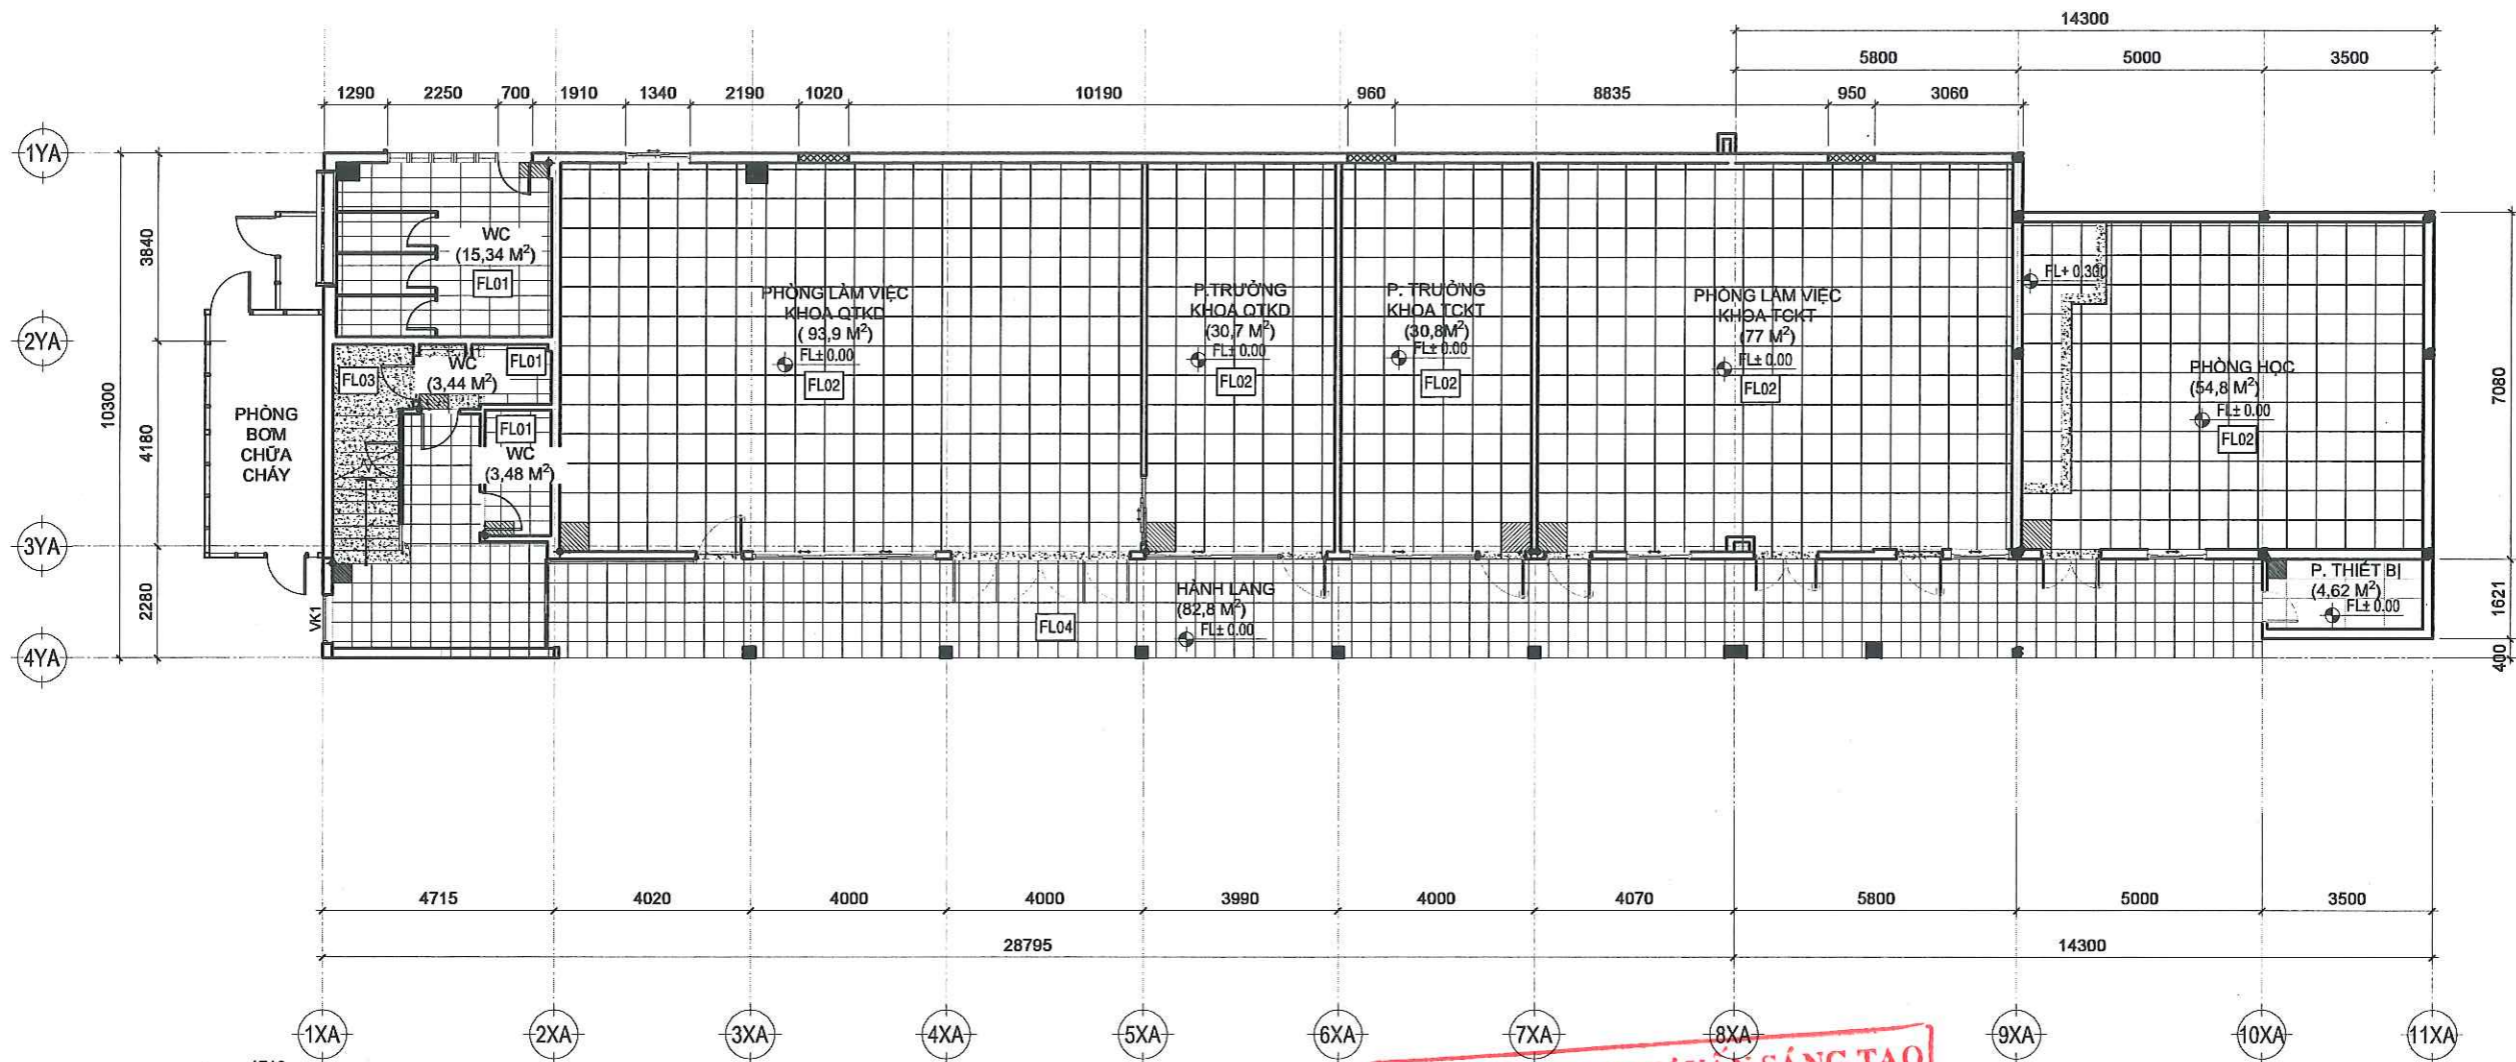 14300
5800 5000 3500
1290 2250 700 1910 1340 2190 1020 10190 960 8835 950 3060
1YA
2YA
3YA
4YA
10300
3840
4180
2280
WC
(15,34 M²)
FL01
PHÒNG
BƠM
CHỮA
CHÁY
FL03
WC
(3,44 M²)
FL01
FL01
WC
(3,48 M²)
VK1
PHÒNG LÀM VIỆC
KHOA QTKD
( 93,9 M²)
FL± 0.00
FL02
P.TRƯỞNG
KHOA QTKD
(30,7 M²)
FL± 0.00
FL02
P. TRƯỞNG
KHOA TCKT
(30,8M²)
FL± 0.00
FL02
PHÒNG LÀM VIỆC
KHOA TCKT
(77 M²)
FL± 0.00
FL02
FL+ 0.300
PHÒNG HỌC
(54,8 M²)
FL± 0.00
FL02
HÀNH LANG
(82,8 M²)
FL± 0.00
FL04
P. THIẾT BỊ
(4,62 M²)
FL± 0.00
7080
1621
400
4715 4020 4000 4000 3990 4000 4070 5800 5000 3500
28795 14300
1XA 2XA 3XA 4XA 5XA 6XA 7XA 8XA 9XA 10XA 11XA
SÁNG TẠO